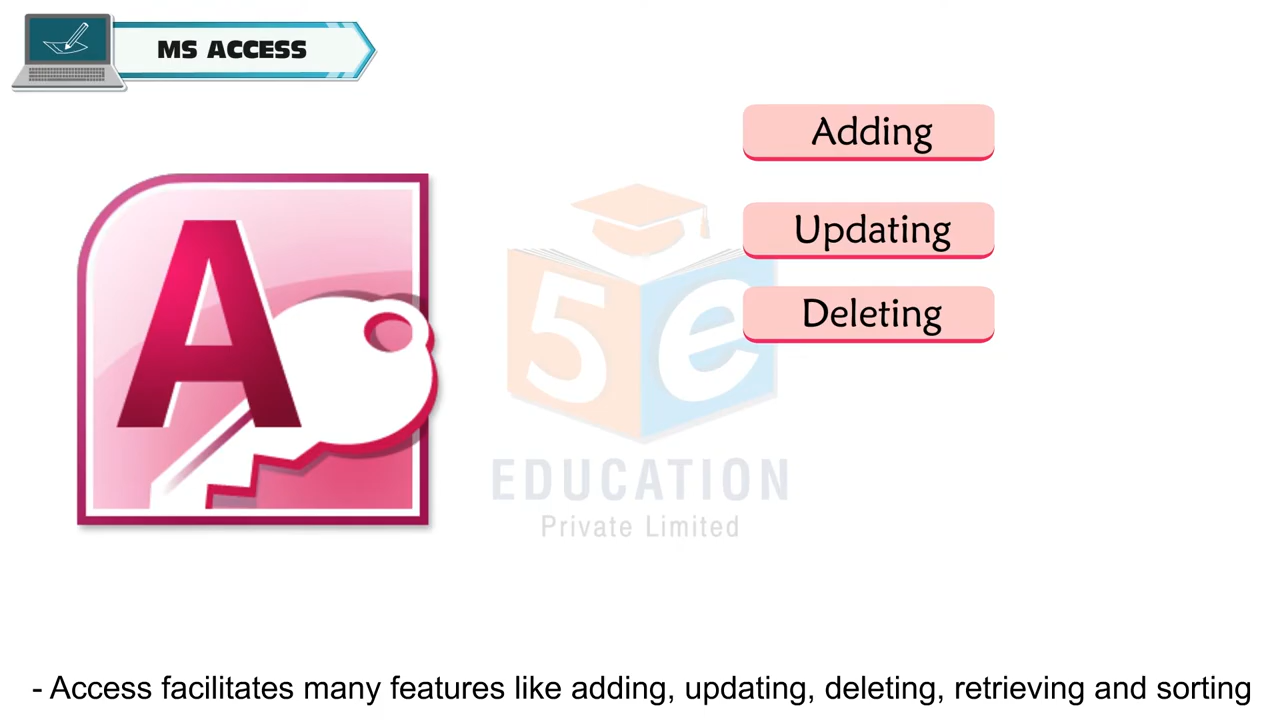 MS ACCESS
Adding
Updating
Deleting
A
5e
EDUCATION
Private Limited
- Access facilitates many features like adding, updating, deleting, retrieving and sorting